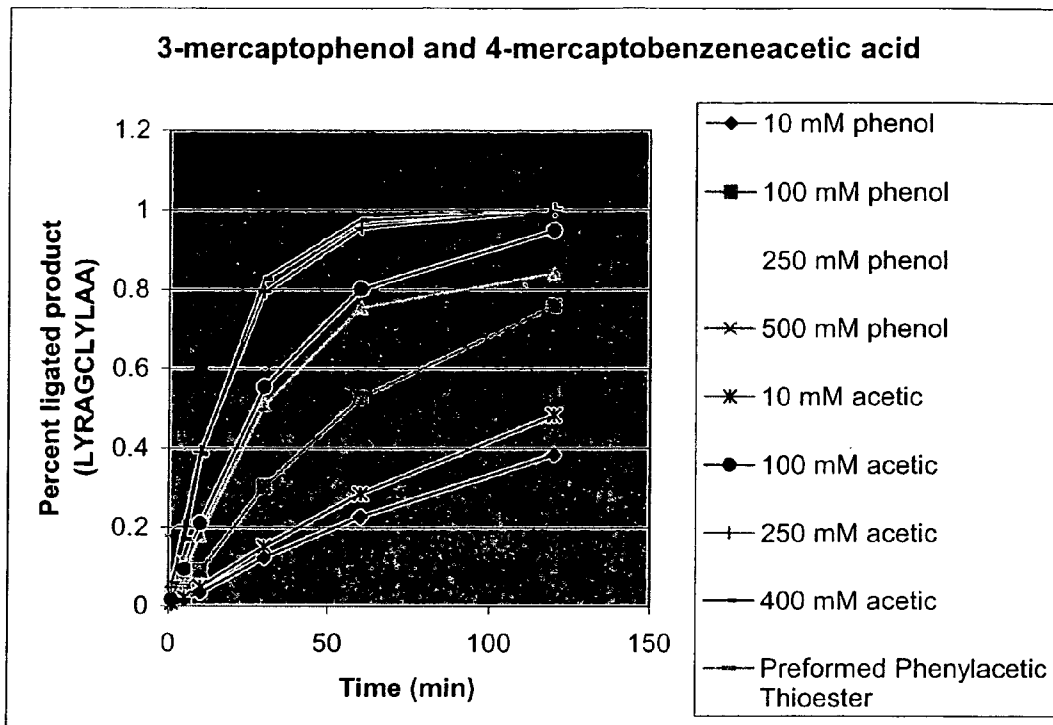 3-mercaptophenol and 4-mercaptobenzeneacetic acid
Percent ligated product
(LYRAGCLYLAA)
1.2
1
0.8
0.6
0.4
0.2
0
0
50
100
150
Time (min)
10 mM phenol
100 mM phenol
250 mM phenol
500 mM phenol
10 mM acetic
100 mM acetic
250 mM acetic
400 mM acetic
Preformed Phenylacetic
Thioester